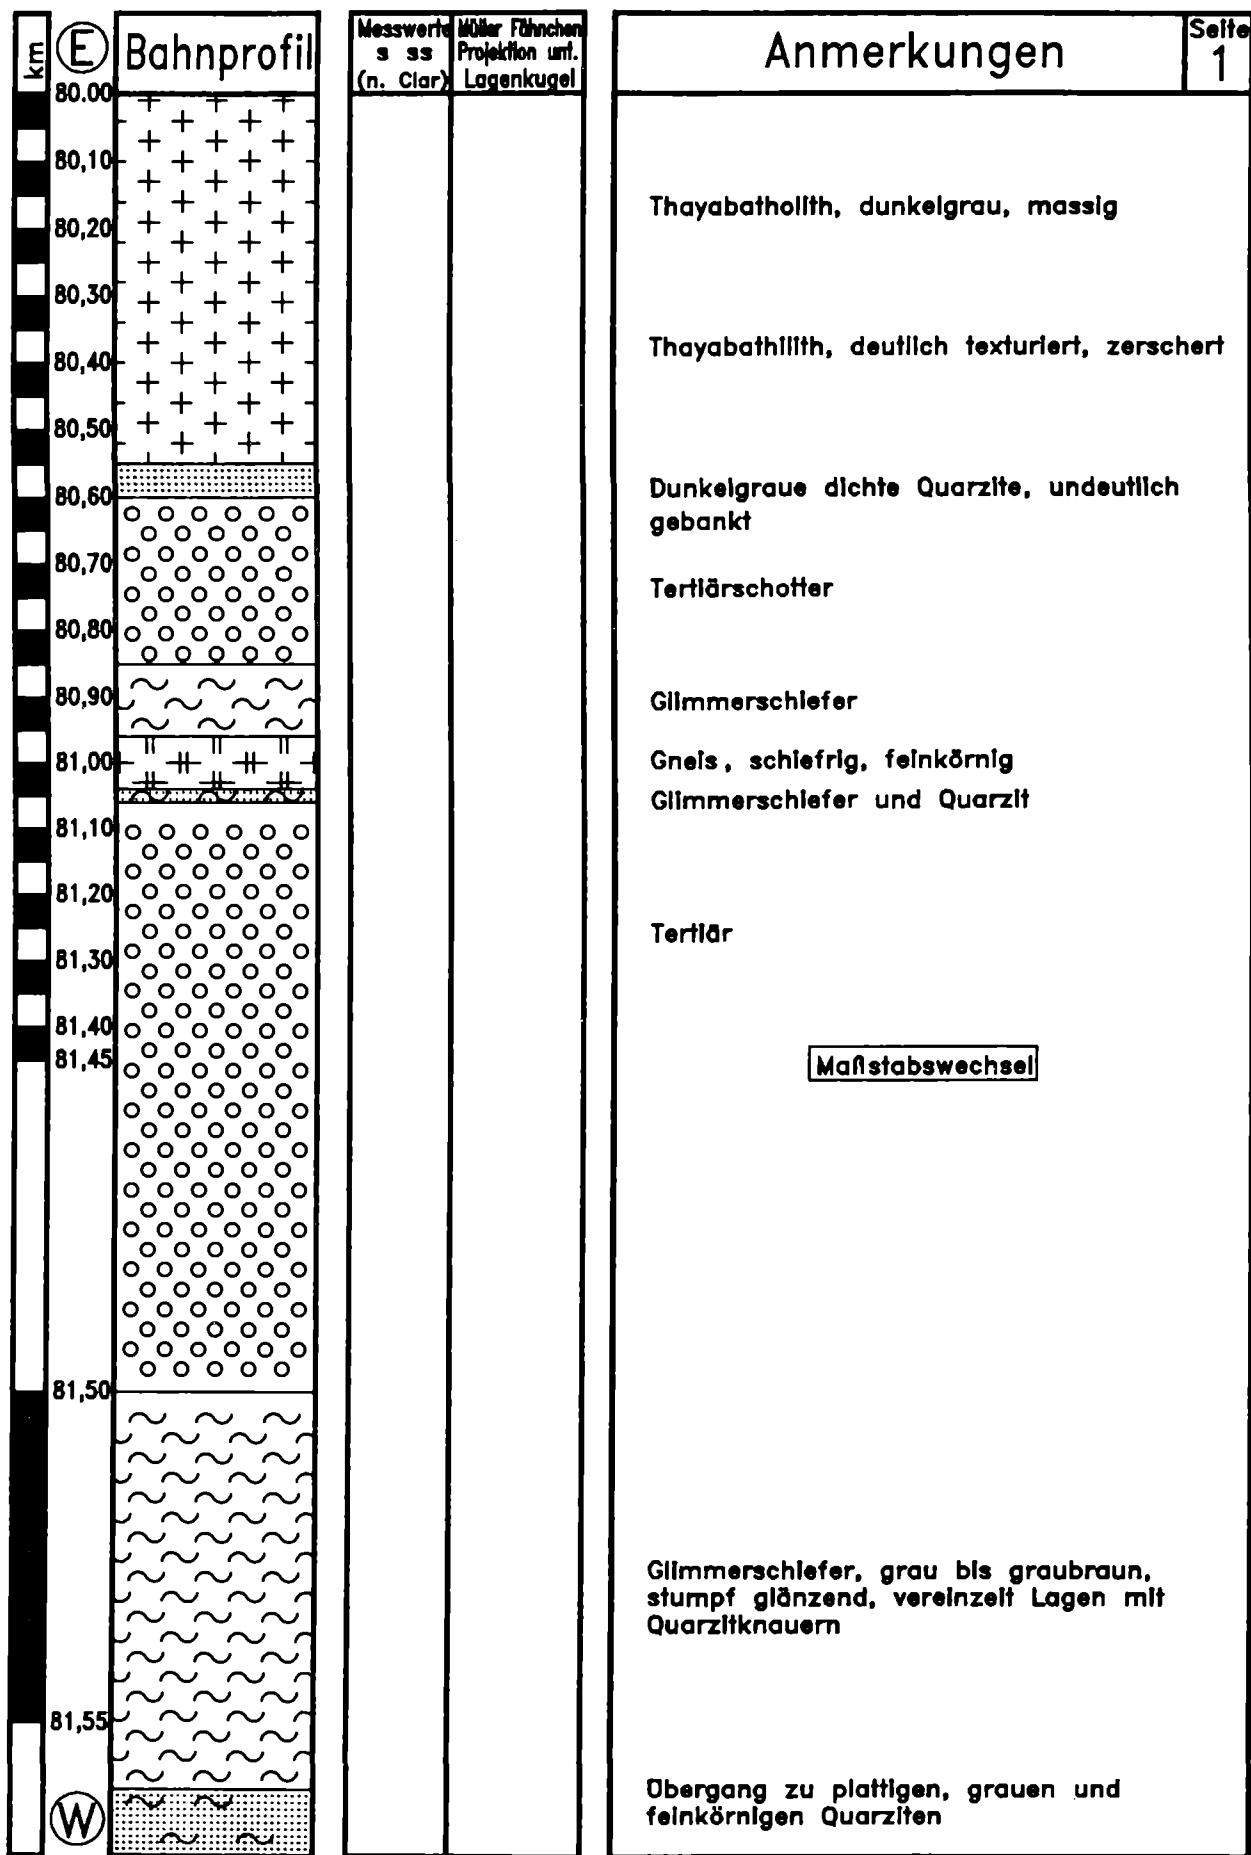 km
E
Bahnprofil
Messwerte
s ss
(n. Clar)
Müller Fähnchen
Projektion unt.
Lagenkugel
Anmerkungen
Seite
1
80.00
80,10
80,20
Thayabatholith, dunkelgrau, massig
80,30
80,40
Thayabathilith, deutlich texturiert, zerschert
80,50
80,60
Dunkelgraue dichte Quarzite, undeutlich
gebankt
80,70
Tertiärschotter
80,80
80,90
Glimmerschiefer
81,00
Gneis, schiefrig, feinkörnig
Glimmerschiefer und Quarzit
81,10
81,20
Tertiär
81,30
81,40
81,45
Maßstabswechsel
81,50
Glimmerschiefer, grau bis graubraun,
stumpf glänzend, vereinzelt Lagen mit
Quarzitknauern
81,55
Übergang zu plattigen, grauen und
feinkörnigen Quarziten
W